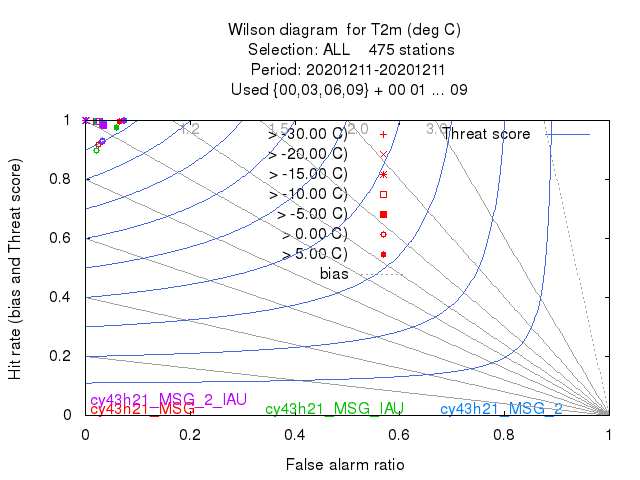 Wilson diagram  for T2m (deg C)
Selection: ALL    475 stations
Period: 20201211-20201211
Used {00,03,06,09} + 00 01 ... 09
1
1.2
1.5
2.0
3.0
> -30.00 C)
Threat score
> -20.00 C)
> -15.00 C)
0.8
> -10.00 C)
> -5.00 C)
0.6
> 0.00 C)
> 5.00 C)
bias
0.4
0.2
cy43h21_MSG_2_IAU
cy43h21_MSG
cy43h21_MSG_IAU
cy43h21_MSG_2
0
0
0.2
0.4
0.6
0.8
1
False alarm ratio
Hit rate (bias and Threat score)